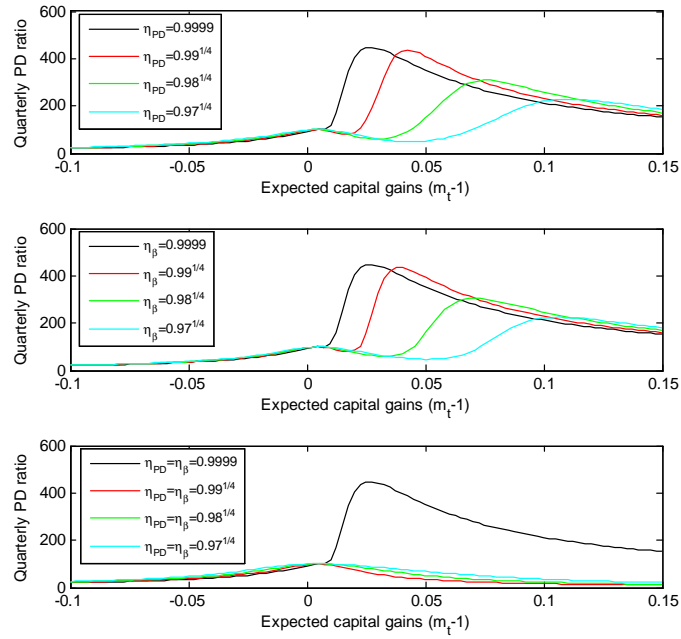 600
400
200
0
Quarterly PD ratio
η_PD=0.9999
η_PD=0.99^1/4
η_PD=0.98^1/4
η_PD=0.97^1/4
-0.1 -0.05 0 0.05 0.1 0.15
Expected capital gains (m_t-1)
600
400
200
0
Quarterly PD ratio
η_β=0.9999
η_β=0.99^1/4
η_β=0.98^1/4
η_β=0.97^1/4
-0.1 -0.05 0 0.05 0.1 0.15
Expected capital gains (m_t-1)
600
400
200
0
Quarterly PD ratio
η_PD=η_β=0.9999
η_PD=η_β=0.99^1/4
η_PD=η_β=0.98^1/4
η_PD=η_β=0.97^1/4
-0.1 -0.05 0 0.05 0.1 0.15
Expected capital gains (m_t-1)